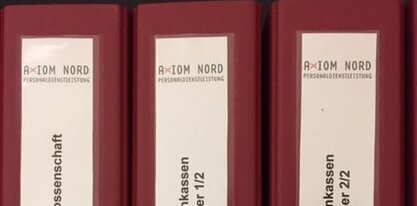 AXIOM NORD
PERSONALDIENSTLEISTUNG
ossenschaft
AXIOM NORD
PERSONALDIENSTLEISTUNG
nkassen
er 1/2
AXIOM NORD
PERSONALDIENSTLEISTUNG
nkassen
er 2/2